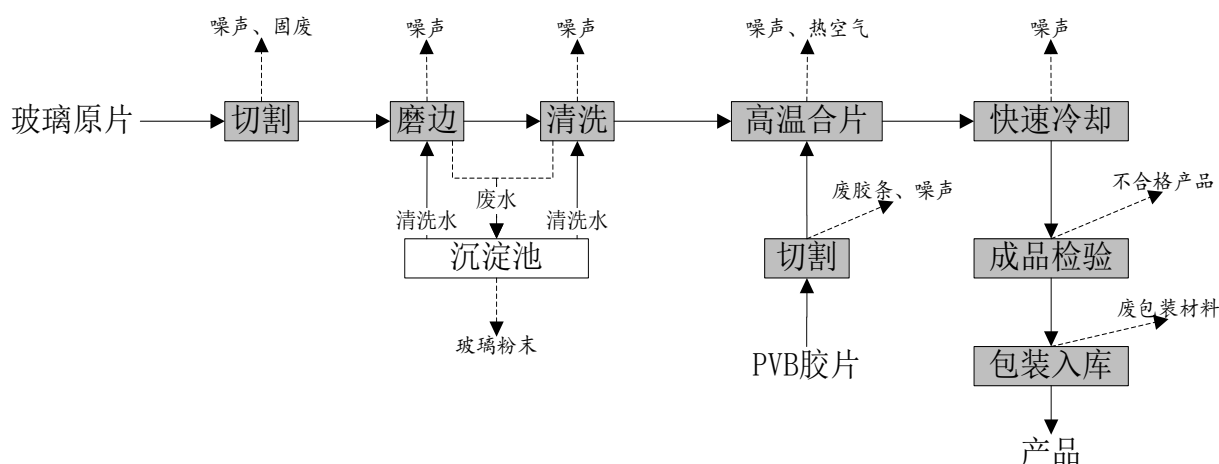 噪声、固废
噪声
噪声
噪声、热空气
噪声
玻璃原片
切割
磨边
清洗
高温合片
快速冷却
清洗水
废水
清洗水
废胶条、噪声
不合格产品
沉淀池
切割
成品检验
玻璃粉末
PVB胶片
废包装材料
包装入库
产品